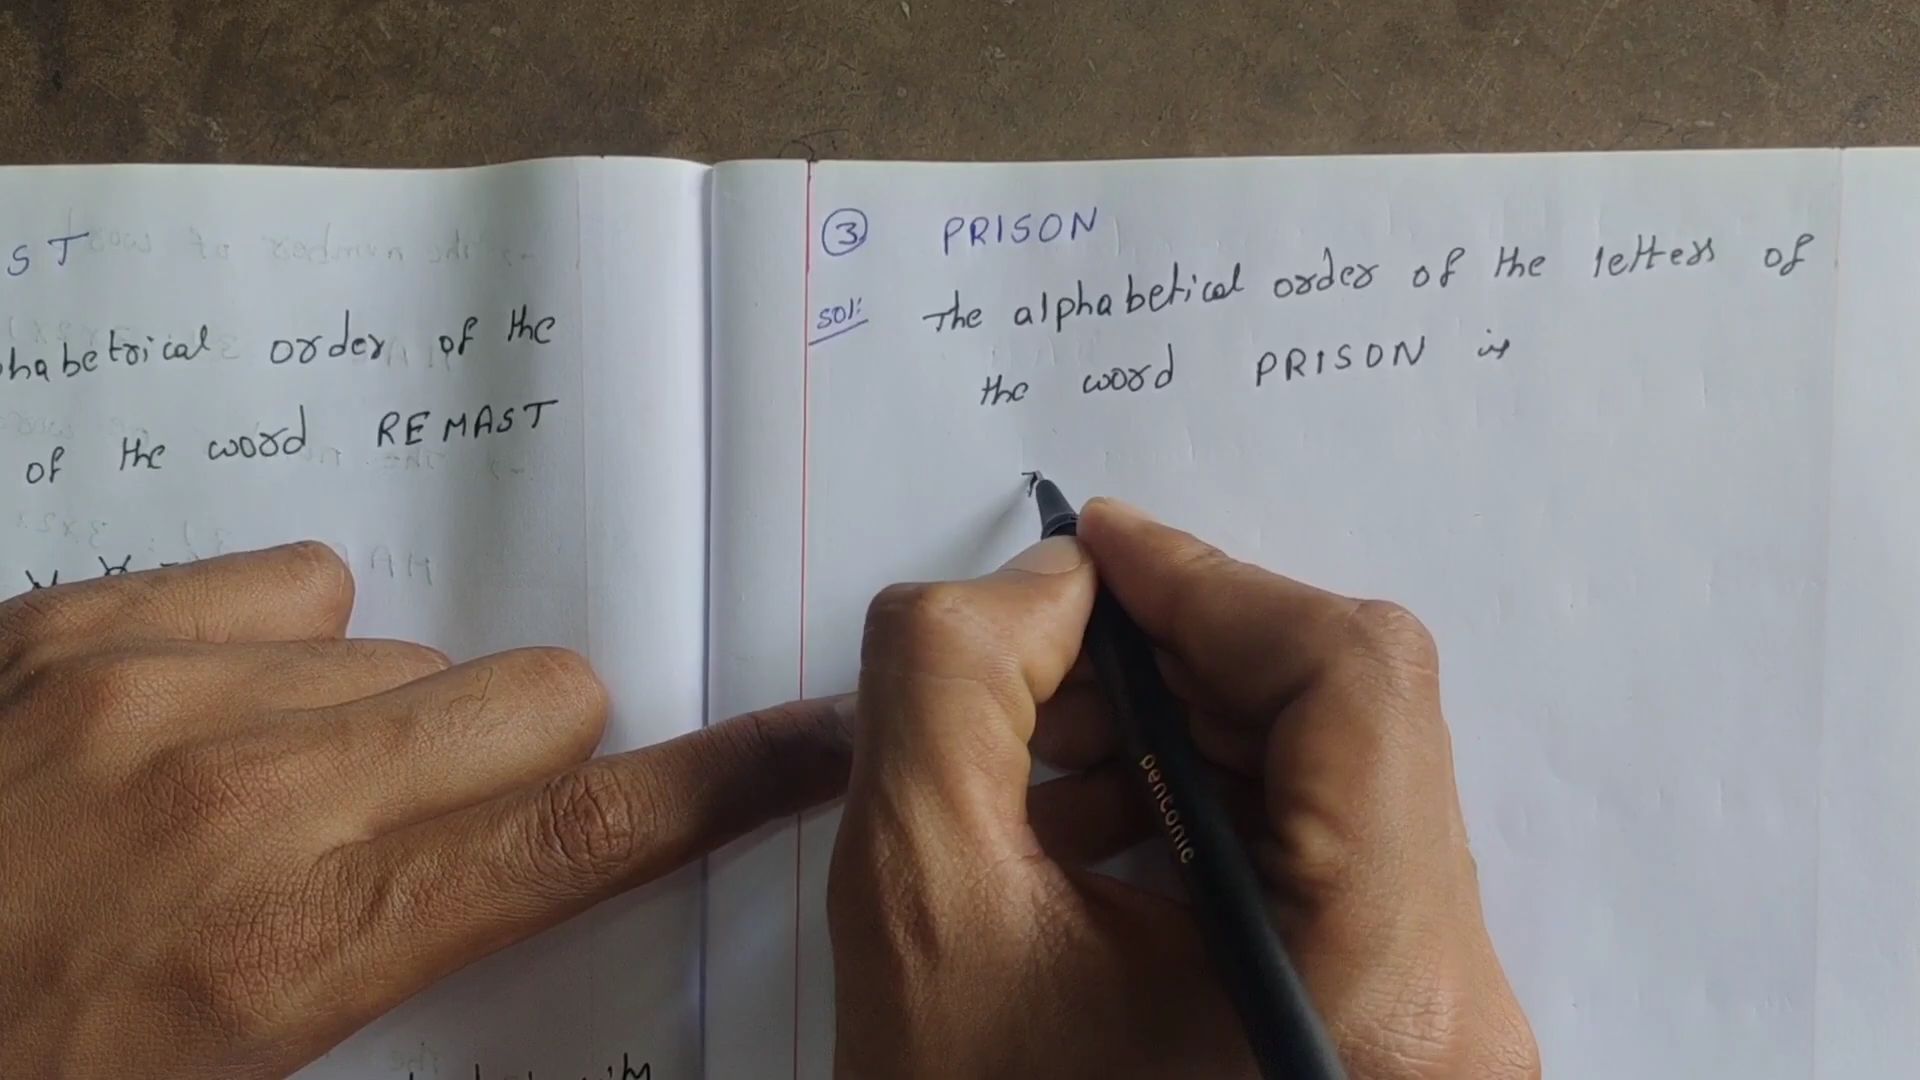 S T
habetrical order of the
of the word REMAST
③ PRISON
Sol: The alphabetical order of the letters of
the word PRISON is
pentonic